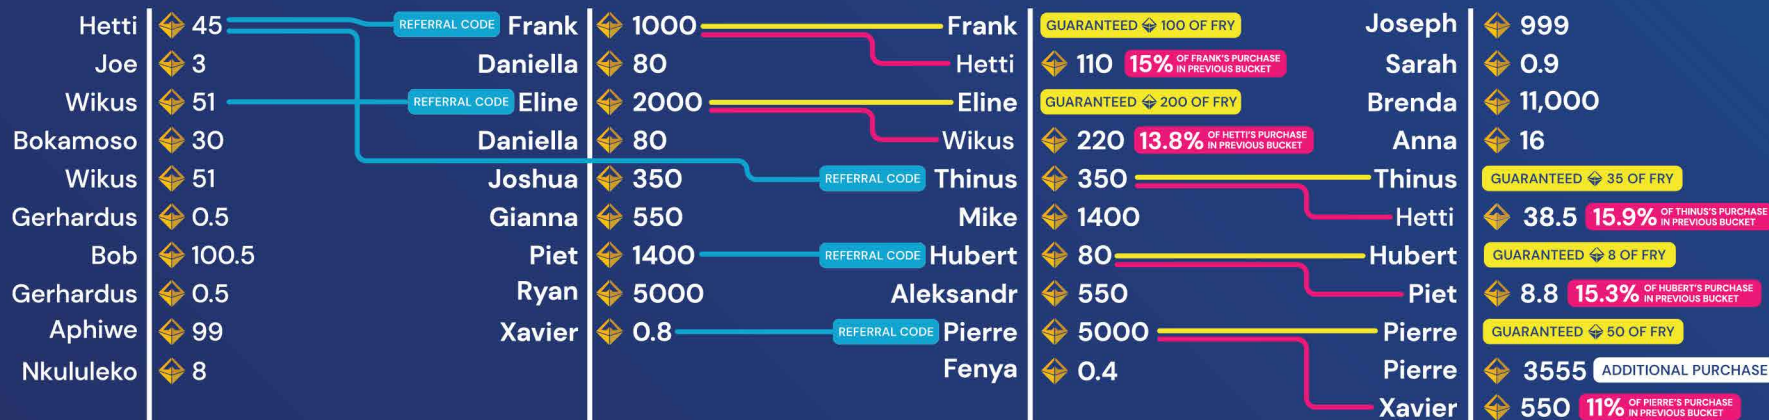 Hetti 45 REFERRAL CODE Frank 1000 Frank GUARANTEED 100 OF FRY Joseph 999
Joe 3 Daniella 80 Hetti 110 15% OF FRANK'S PURCHASE IN PREVIOUS BUCKET Sarah 0.9
Wikus 51 REFERRAL CODE Eline 2000 Eline GUARANTEED 200 OF FRY Brenda 11,000
Bokamoso 30 Daniella 80 Wikus 220 13.8% OF HETTI'S PURCHASE IN PREVIOUS BUCKET Anna 16
Wikus 51 Joshua 350 REFERRAL CODE Thinus 350 Thinus GUARANTEED 35 OF FRY
Gerhardus 0.5 Gianna 550 Mike 1400 Hetti 38.5 15.9% OF THINUS'S PURCHASE IN PREVIOUS BUCKET
Bob 100.5 Piet 1400 REFERRAL CODE Hubert 80 Hubert GUARANTEED 8 OF FRY
Gerhardus 0.5 Ryan 5000 Aleksandr 550 Piet 8.8 15.3% OF HUBERT'S PURCHASE IN PREVIOUS BUCKET
Aphiwe 99 Xavier 0.8 REFERRAL CODE Pierre 5000 Pierre GUARANTEED 50 OF FRY
Nkululeko 8 Fenya 0.4 Pierre 3555 ADDITIONAL PURCHASE
Xavier 550 11% OF PIERRE'S PURCHASE IN PREVIOUS BUCKET